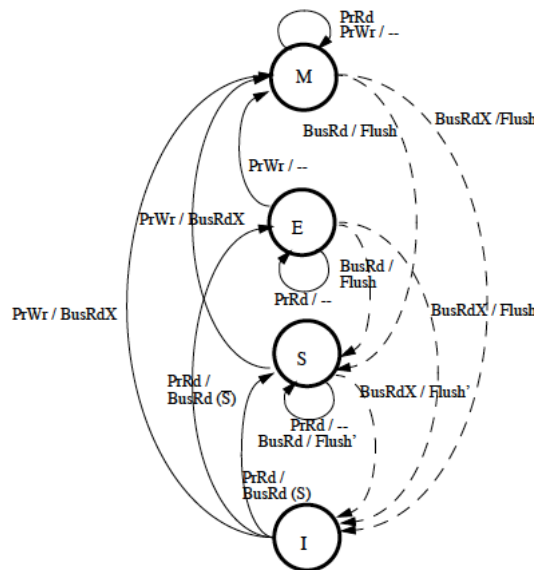 PrRd
PrWr / --
M
BusRd / Flush
BusRdX /Flush
PrWr / --
PrWr / BusRdX
E
BusRd /
Flush
PrRd / --
BusRdX / Flush
PrWr / BusRdX
S
PrRd /
BusRd (S̅)
BusRdX / Flush’
PrRd / --
BusRd / Flush’
PrRd /
BusRd (S)
I